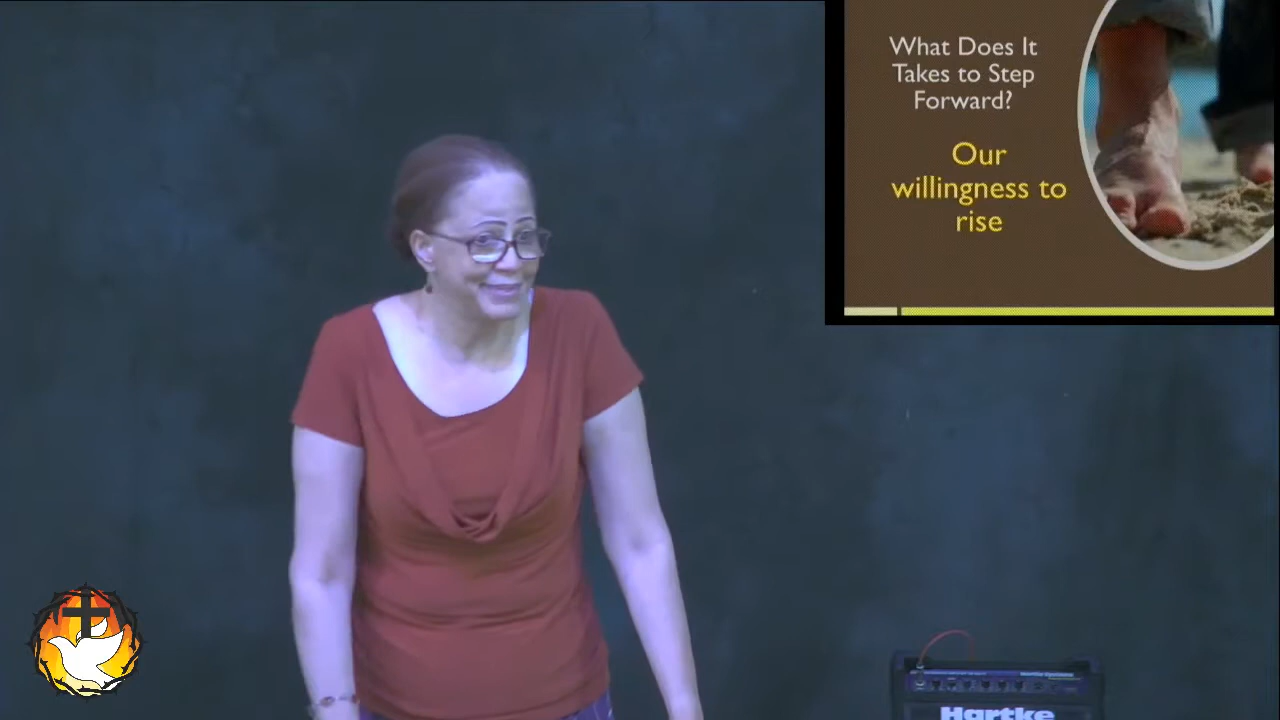 What Does It
Takes to Step
Forward?
Our
willingness to
rise
Hartke